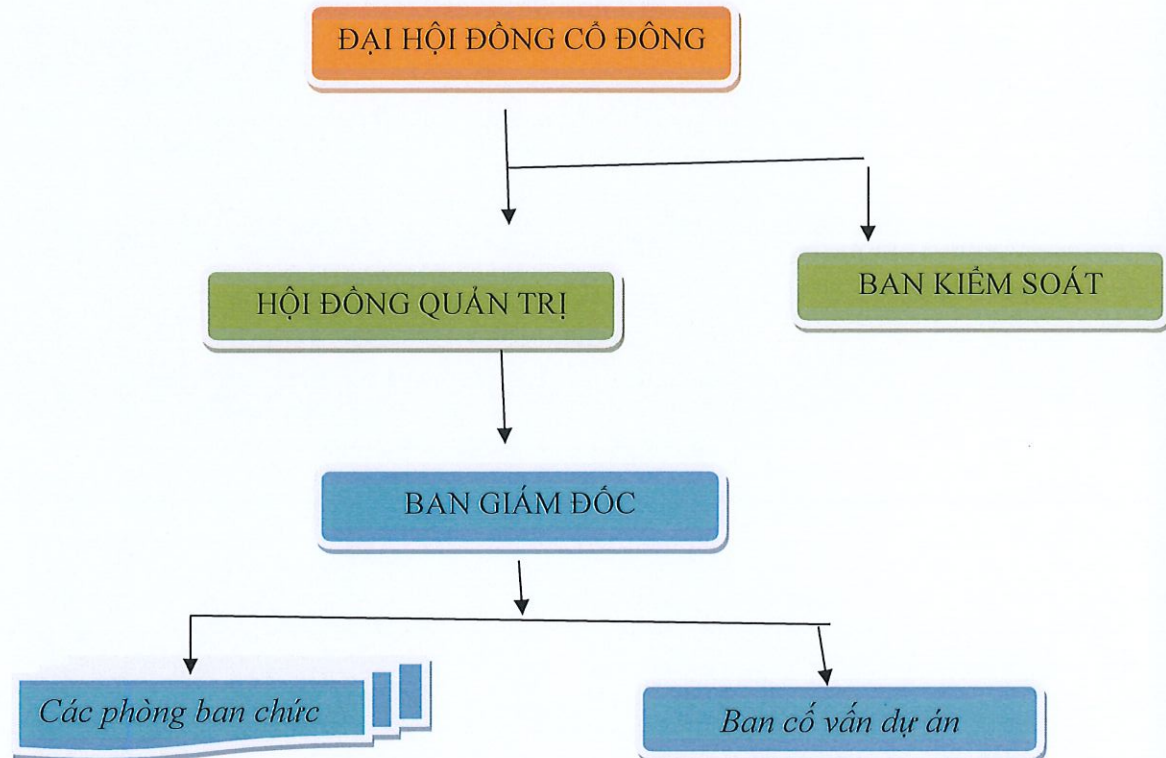 ĐẠI HỘI ĐỒNG CỔ ĐÔNG
HỘI ĐỒNG QUẢN TRỊ
BAN KIỂM SOÁT
BAN GIÁM ĐỐC
Các phòng ban chức
Ban cố vấn dự án